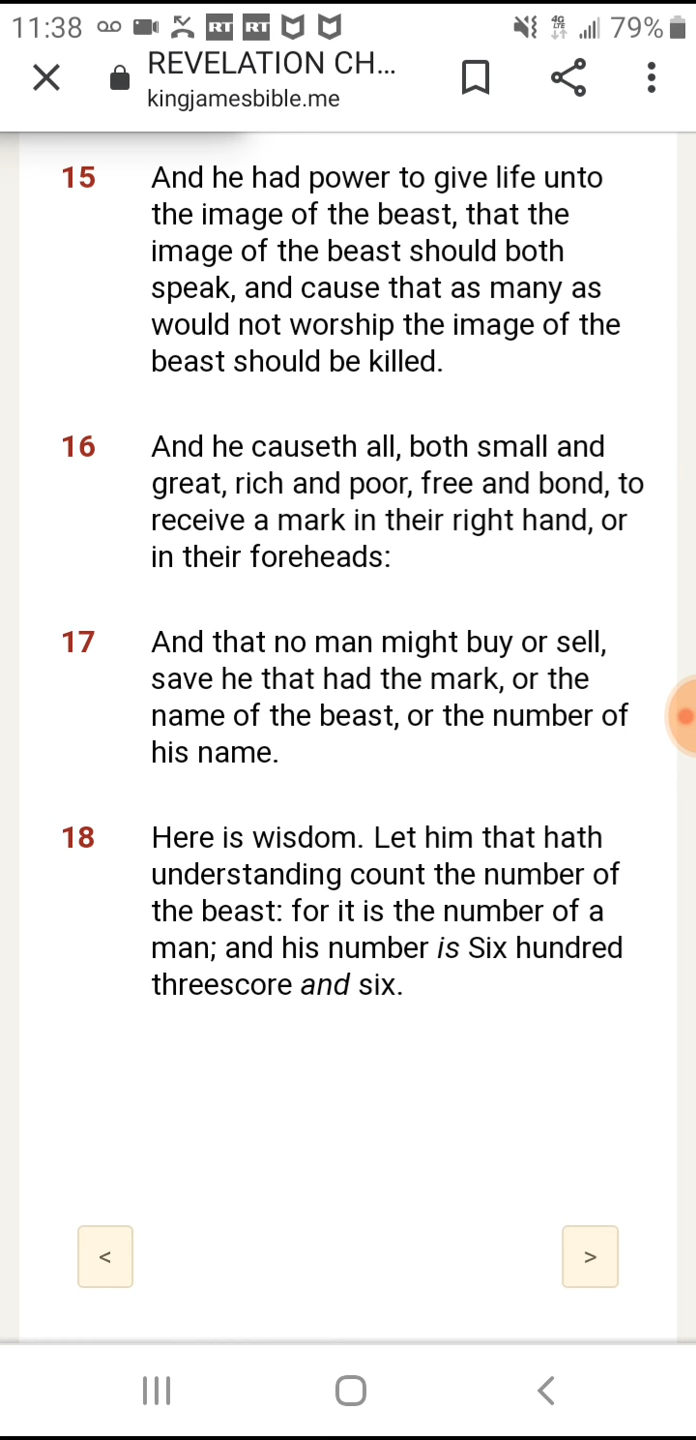 11:38 RT RT 4G LTE 79%
REVELATION CH...
kingjamesbible.me
15 And he had power to give life unto
the image of the beast, that the
image of the beast should both
speak, and cause that as many as
would not worship the image of the
beast should be killed.
16 And he causeth all, both small and
great, rich and poor, free and bond, to
receive a mark in their right hand, or
in their foreheads:
17 And that no man might buy or sell,
save he that had the mark, or the
name of the beast, or the number of
his name.
18 Here is wisdom. Let him that hath
understanding count the number of
the beast: for it is the number of a
man; and his number is Six hundred
threescore and six.
< >